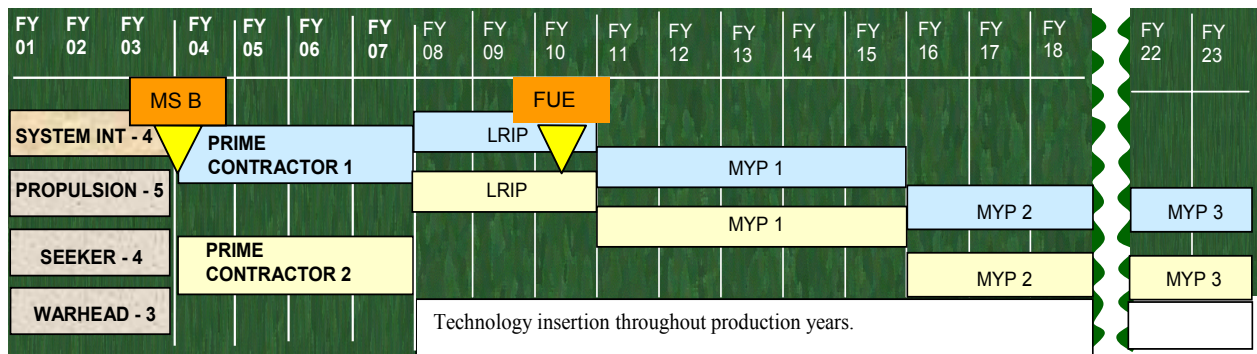 FY 01 FY 02 FY 03 FY 04 FY 05 FY 06 FY 07 FY 08 FY 09 FY 10 FY 11 FY 12 FY 13 FY 14 FY 15 FY 16 FY 17 FY 18 FY 22 FY 23
MS B
FUE
SYSTEM INT - 4
PRIME
CONTRACTOR 1
LRIP
MYP 1
PROPULSION - 5
LRIP
MYP 2
MYP 3
MYP 1
SEEKER - 4
PRIME
CONTRACTOR 2
MYP 2
MYP 3
WARHEAD - 3
Technology insertion throughout production years.